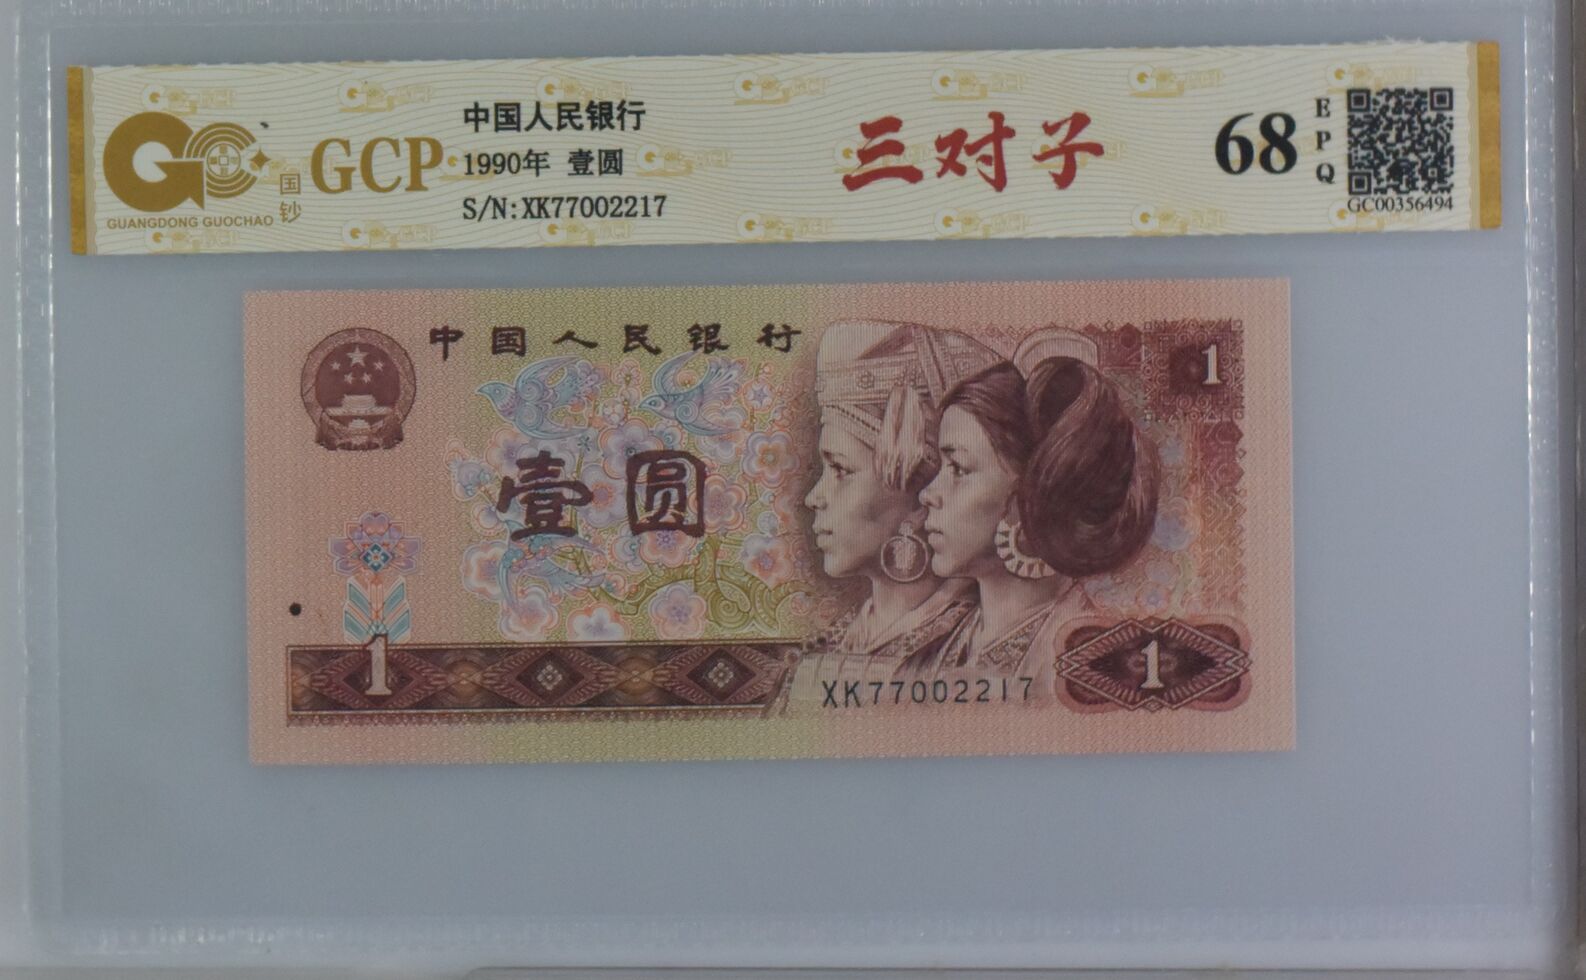 GUANGDONG GUOCHAO
国钞
GCP
中国人民银行
1990年 壹圆
S/N:XK77002217
三对子
68
EPQ
GC00356494
中国人民银行
1
壹圆
1
XK77002217
1